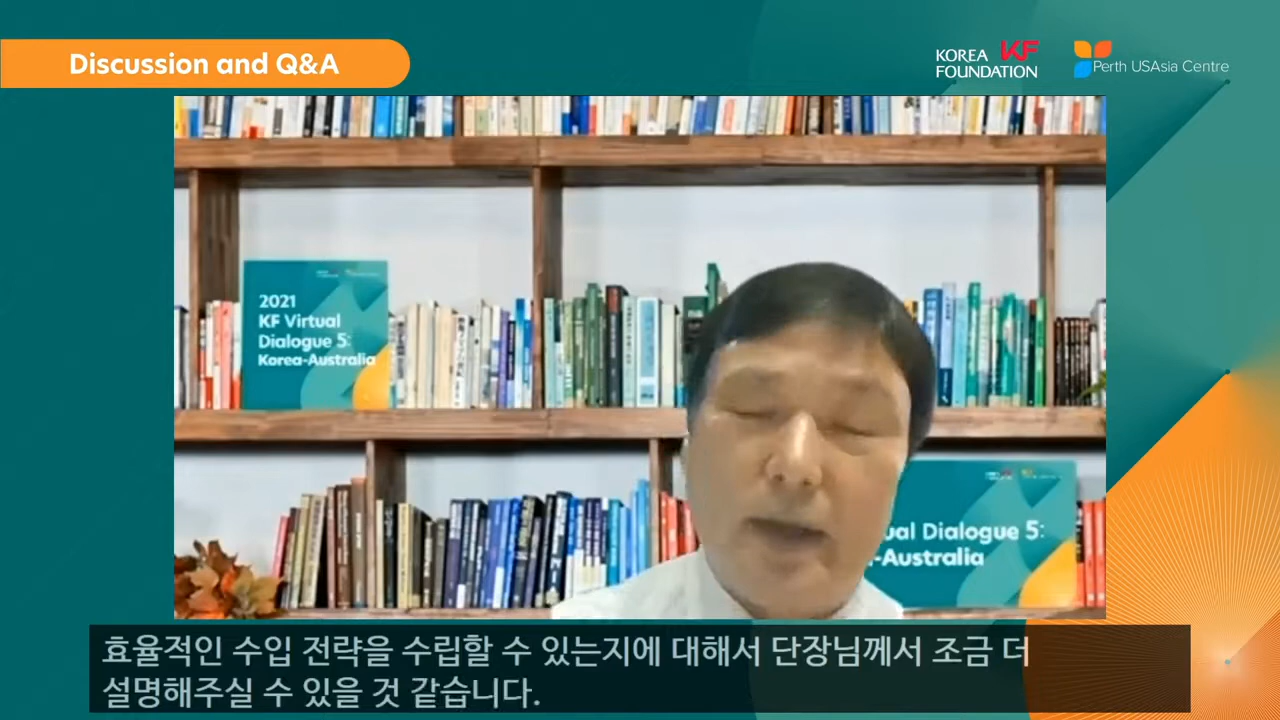 Discussion and Q&A
KOREA KF
FOUNDATION
Perth USAsia Centre
2021
KF Virtual
Dialogue 5:
Korea-Australia
ual Dialogue 5:
-Australia
효율적인 수입 전략을 수립할 수 있는지에 대해서 단장님께서 조금 더
설명해주실 수 있을 것 같습니다.